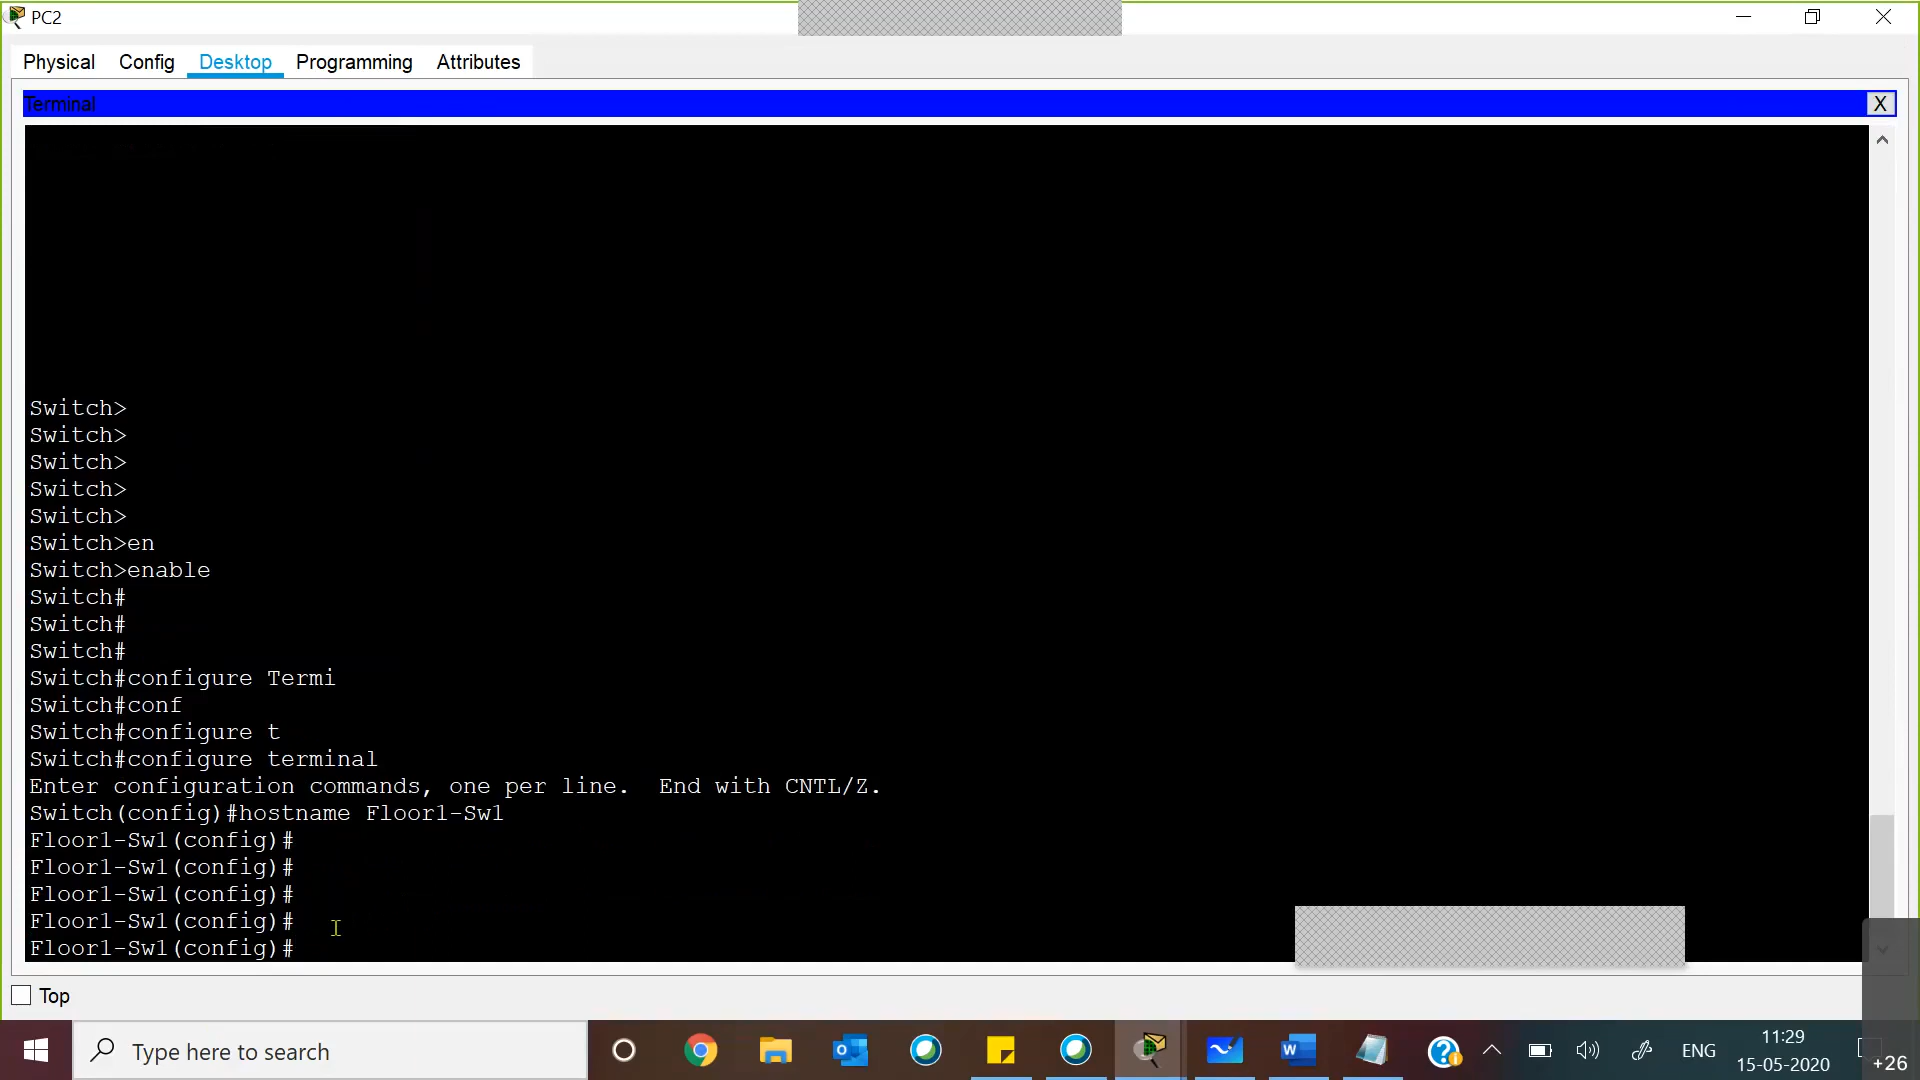 PC2
Physical Config Desktop Programming Attributes
Terminal
X
Switch>
Switch>
Switch>
Switch>
Switch>
Switch>en
Switch>enable
Switch#
Switch#
Switch#
Switch#configure Termi
Switch#conf
Switch#configure t
Switch#configure terminal
Enter configuration commands, one per line.  End with CNTL/Z.
Switch(config)#hostname Floor1-Sw1
Floor1-Sw1(config)#
Floor1-Sw1(config)#
Floor1-Sw1(config)#
Floor1-Sw1(config)#
Floor1-Sw1(config)#
Top
Type here to search
ENG
11:29
15-05-2020
+26